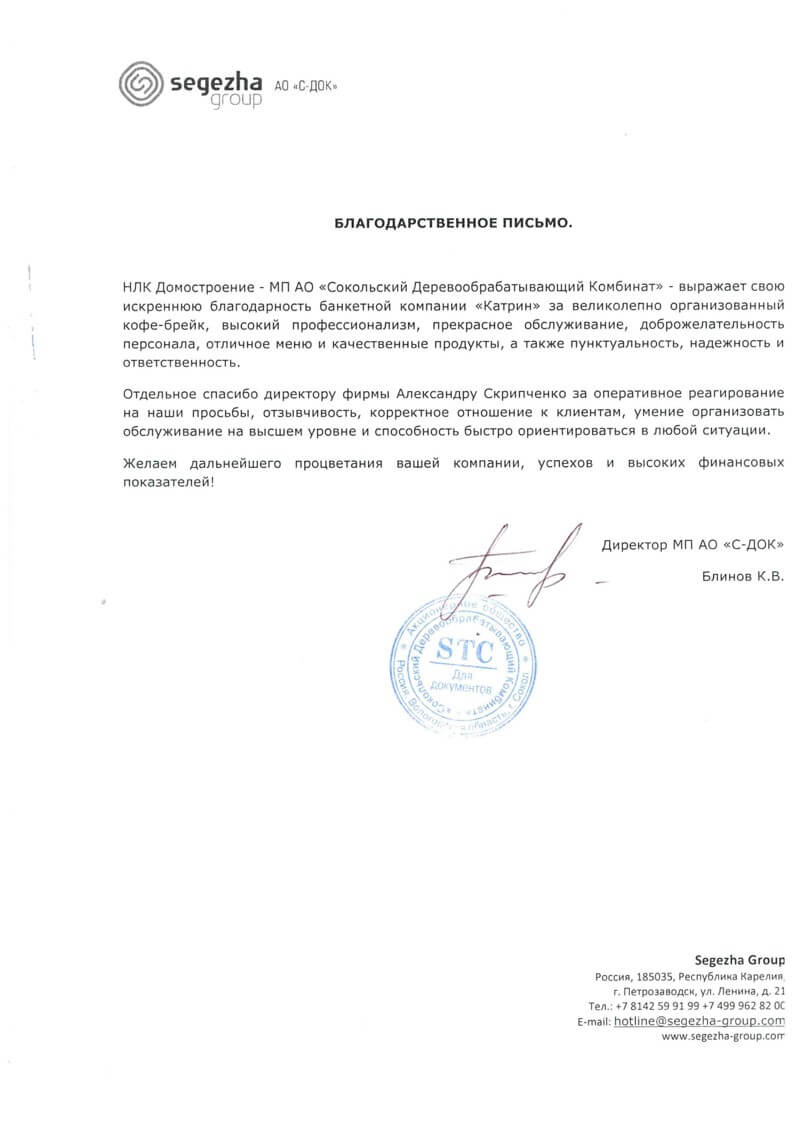 segezha
group
АО «С-ДОК»
БЛАГОДАРСТВЕННОЕ ПИСЬМО.
НЛК Домостроение - МП АО «Сокольский Деревообрабатывающий Комбинат» - выражает свою
искреннюю благодарность банкетной компании «Катрин» за великолепно организованный
кофе-брейк, высокий профессионализм, прекрасное обслуживание, доброжелательность
персонала, отличное меню и качественные продукты, а также пунктуальность, надежность и
ответственность.
Отдельное спасибо директору фирмы Александру Скрипченко за оперативное реагирование
на наши просьбы, отзывчивость, корректное отношение к клиентам, умение организовать
обслуживание на высшем уровне и способность быстро ориентироваться в любой ситуации.
Желаем дальнейшего процветания вашей компании, успехов и высоких финансовых
показателей!
Директор МП АО «С-ДОК»
Блинов К.В.
Акционерное общество
«Сокольский Деревообрабатывающий Комбинат»
STC
Для
документов
Россия, Вологодская область, г. Сокол
Segezha Group
Россия, 185035, Республика Карелия,
г. Петрозаводск, ул. Ленина, д. 21
Тел.: +7 8142 59 91 99 +7 499 962 82 00
E-mail: hotline@segezha-group.com
www.segezha-group.com